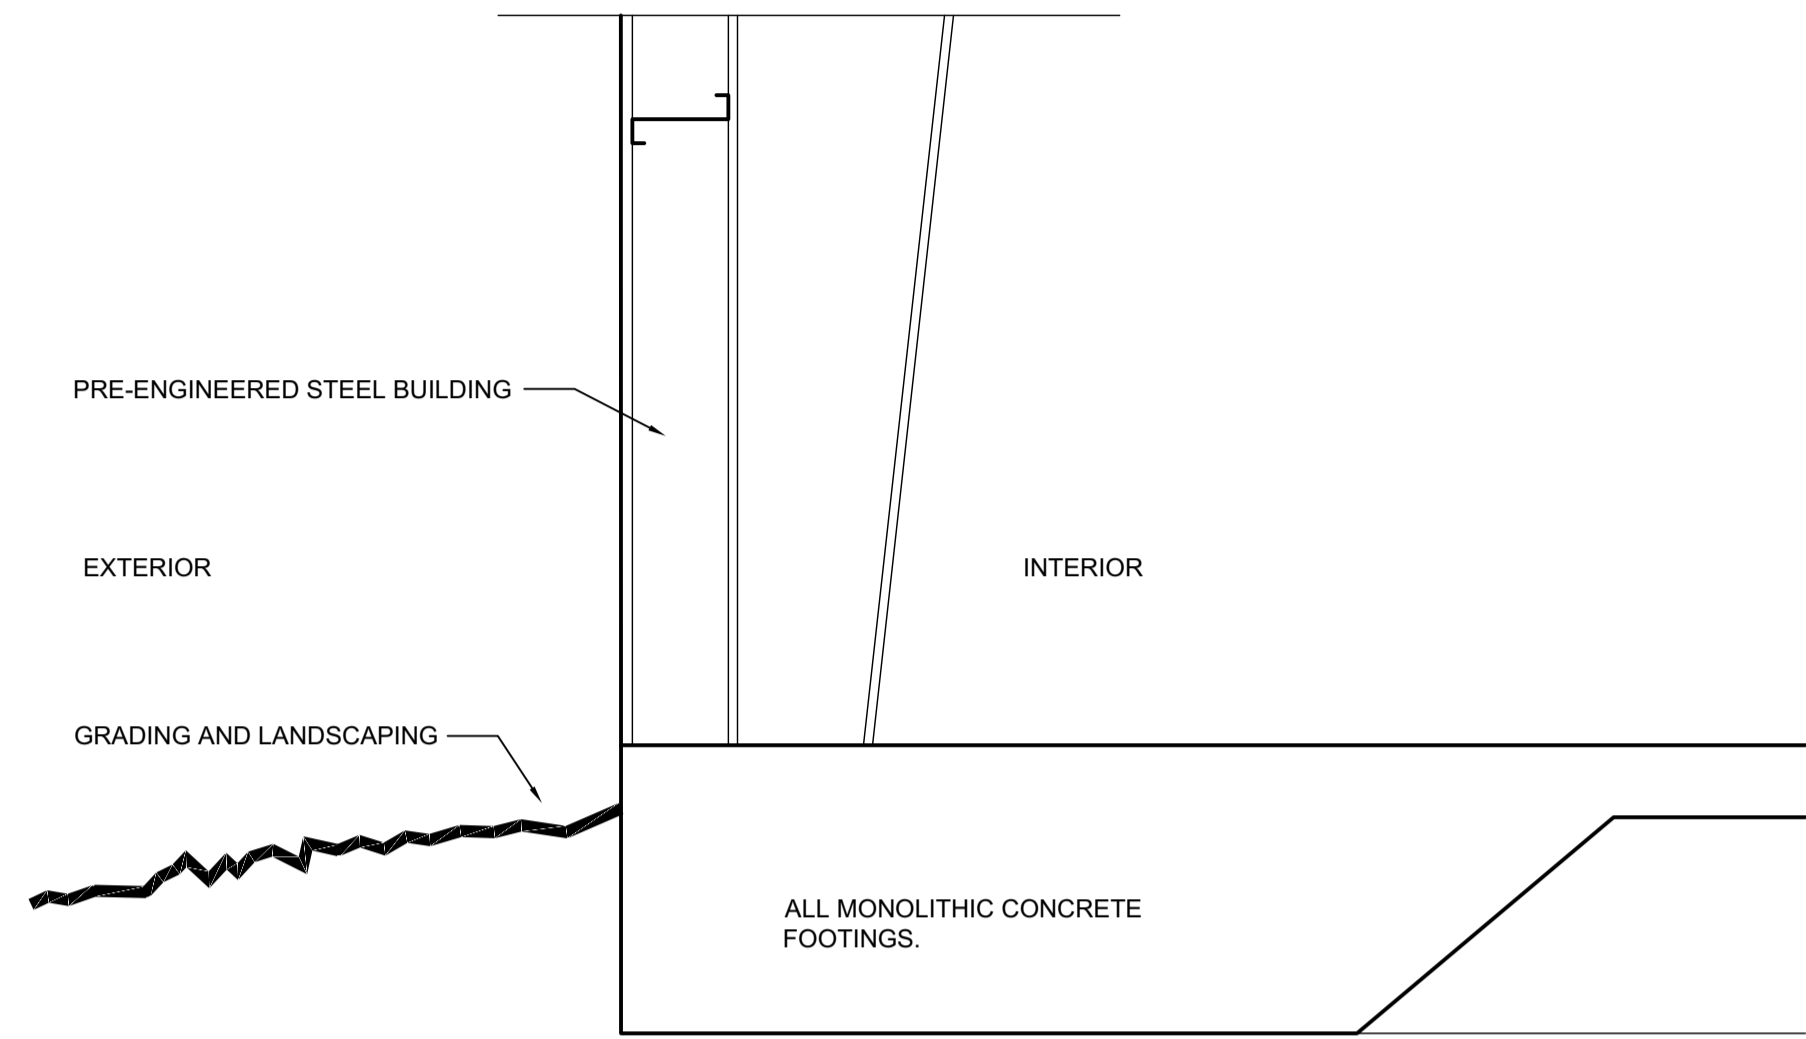 PRE-ENGINEERED STEEL BUILDING
EXTERIOR
INTERIOR
GRADING AND LANDSCAPING
ALL MONOLITHIC CONCRETE
FOOTINGS.